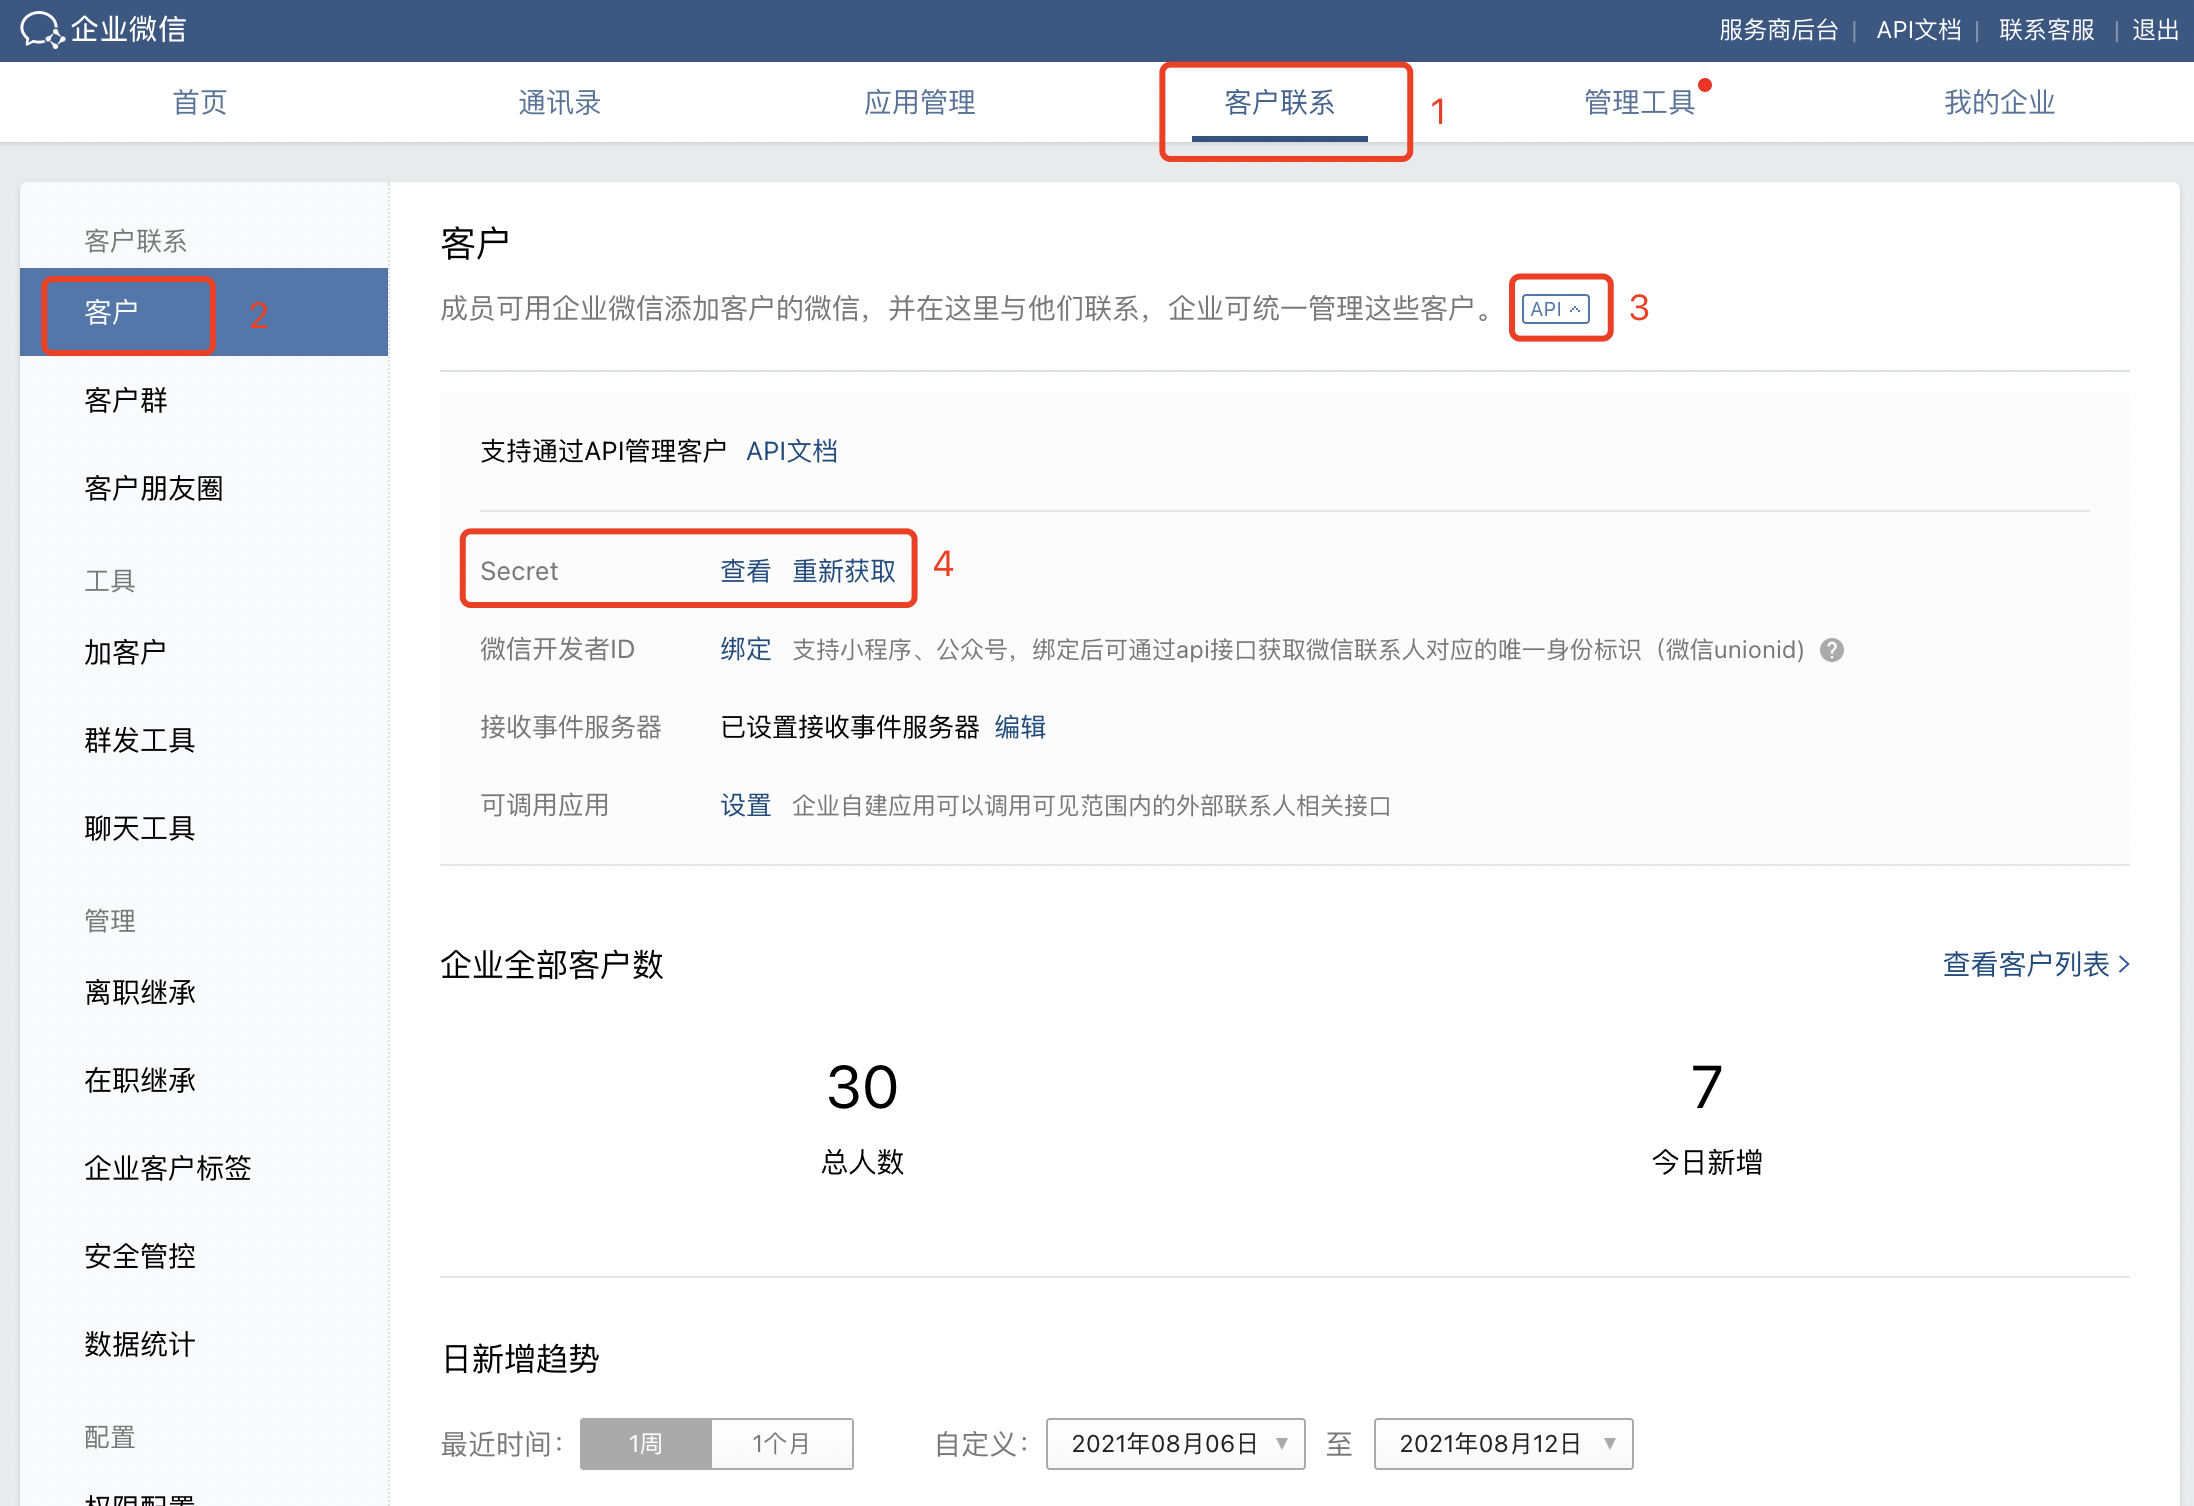 企业微信
服务商后台 | API文档 | 联系客服 | 退出
首页 通讯录 应用管理 客户联系 1 管理工具 我的企业
客户联系
客户 2
客户群
客户朋友圈
工具
加客户
群发工具
聊天工具
管理
离职继承
在职继承
企业客户标签
安全管控
数据统计
配置
权限配置
客户
成员可用企业微信添加客户的微信，并在这里与他们联系，企业可统一管理这些客户。 API 3
支持通过API管理客户 API文档
Secret 查看 重新获取 4
微信开发者ID 绑定 支持小程序、公众号，绑定后可通过api接口获取微信联系人对应的唯一身份标识（微信unionid) ?
接收事件服务器 已设置接收事件服务器 编辑
可调用应用 设置 企业自建应用可以调用可见范围内的外部联系人相关接口
企业全部客户数 查看客户列表 >
30 7
总人数 今日新增
日新增趋势
最近时间： 1周 1个月 自定义： 2021年08月06日 ▼ 至 2021年08月12日 ▼